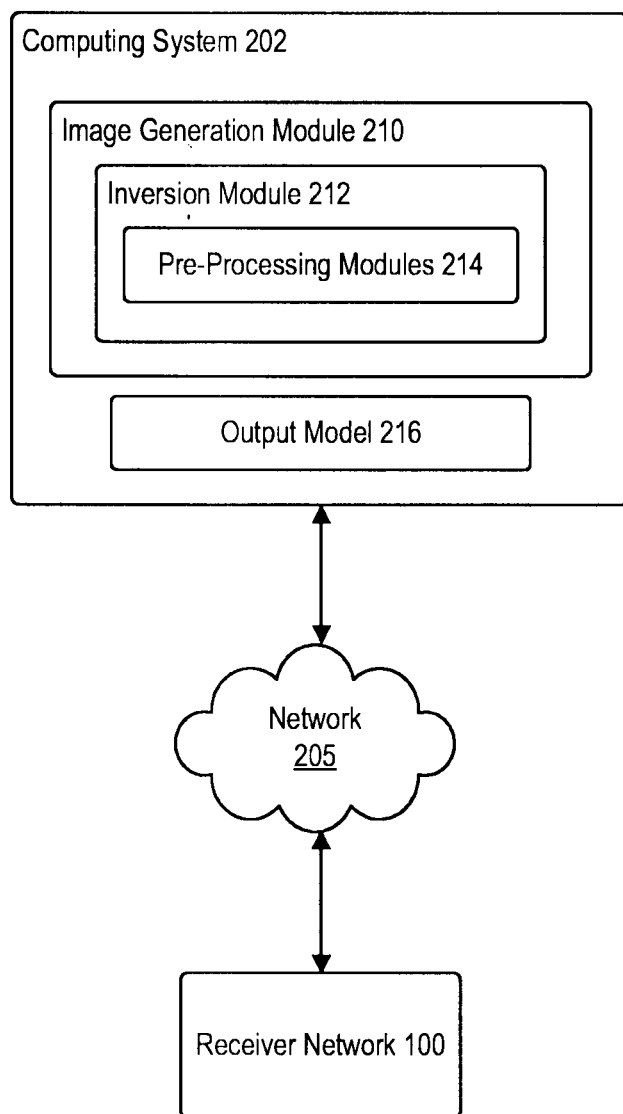 Computing System 202
Image Generation Module 210
Inversion Module 212
Pre-Processing Modules 214
Output Model 216
Network
205
Receiver Network 100